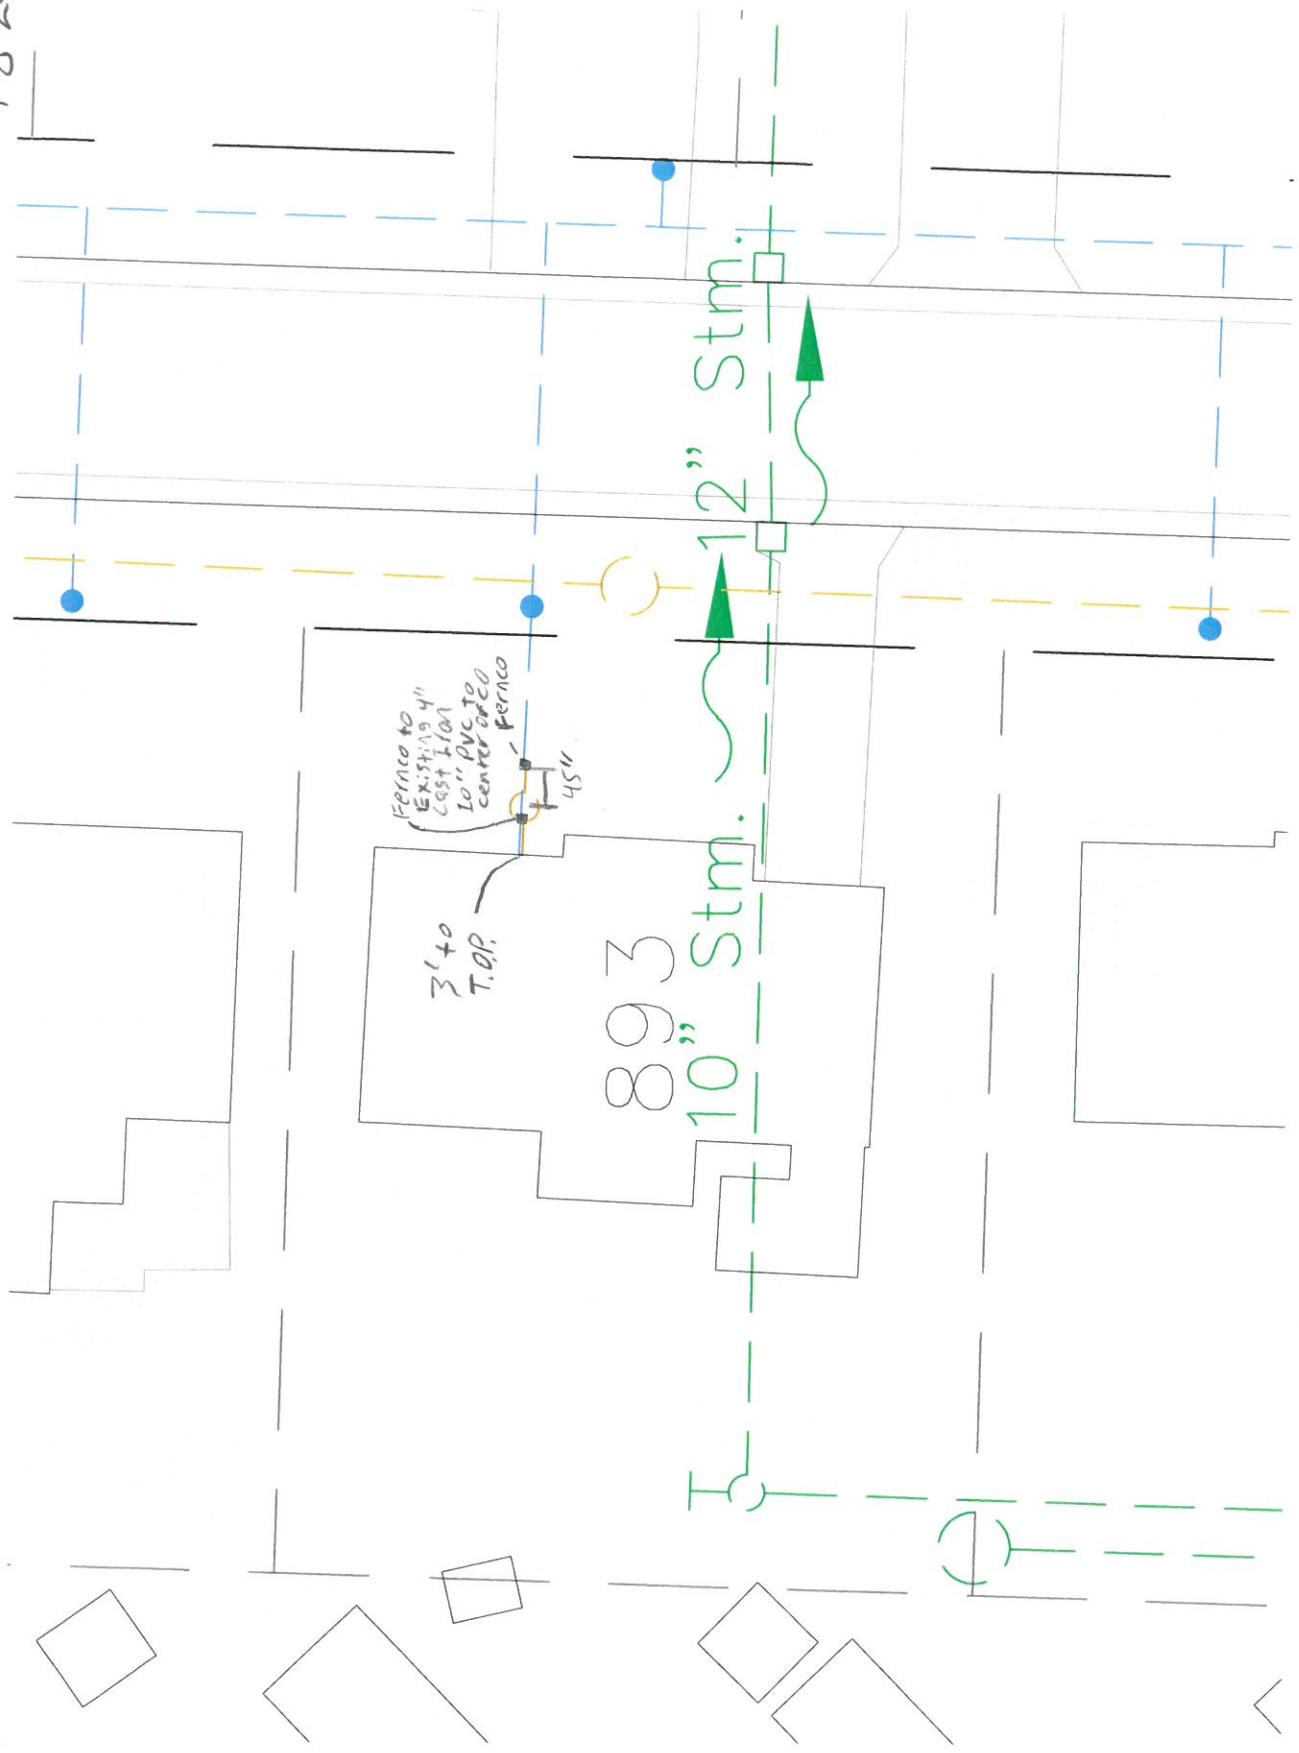 Fernco to
Existing 4"
Cast Iron
10" PVC to
center of CO
Fernco
45"
3' to
T.O.P.
893
10" Stm.
12" Stm.